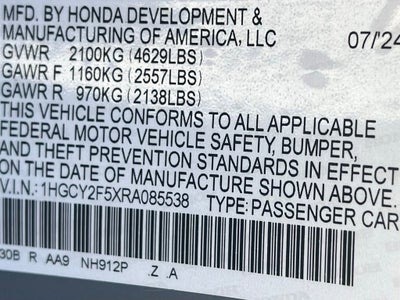 MFD. BY HONDA DEVELOPMENT &
MANUFACTURING OF AMERICA, LLC 07/24
GVWR 2100KG (4629LBS)
GAWR F 1160KG (2557LBS)
GAWR R 970KG (2138LBS)
THIS VEHICLE CONFORMS TO ALL APPLICABLE
FEDERAL MOTOR VEHICLE SAFETY, BUMPER,
AND THEFT PREVENTION STANDARDS IN EFFECT
ON THE DATE OF MANUFACTURE SHOWN ABOVE.
V.I.N.: 1HGCY2F5XRA085538 TYPE: PASSENGER CAR
30B R AA9 NH912P .Z .A